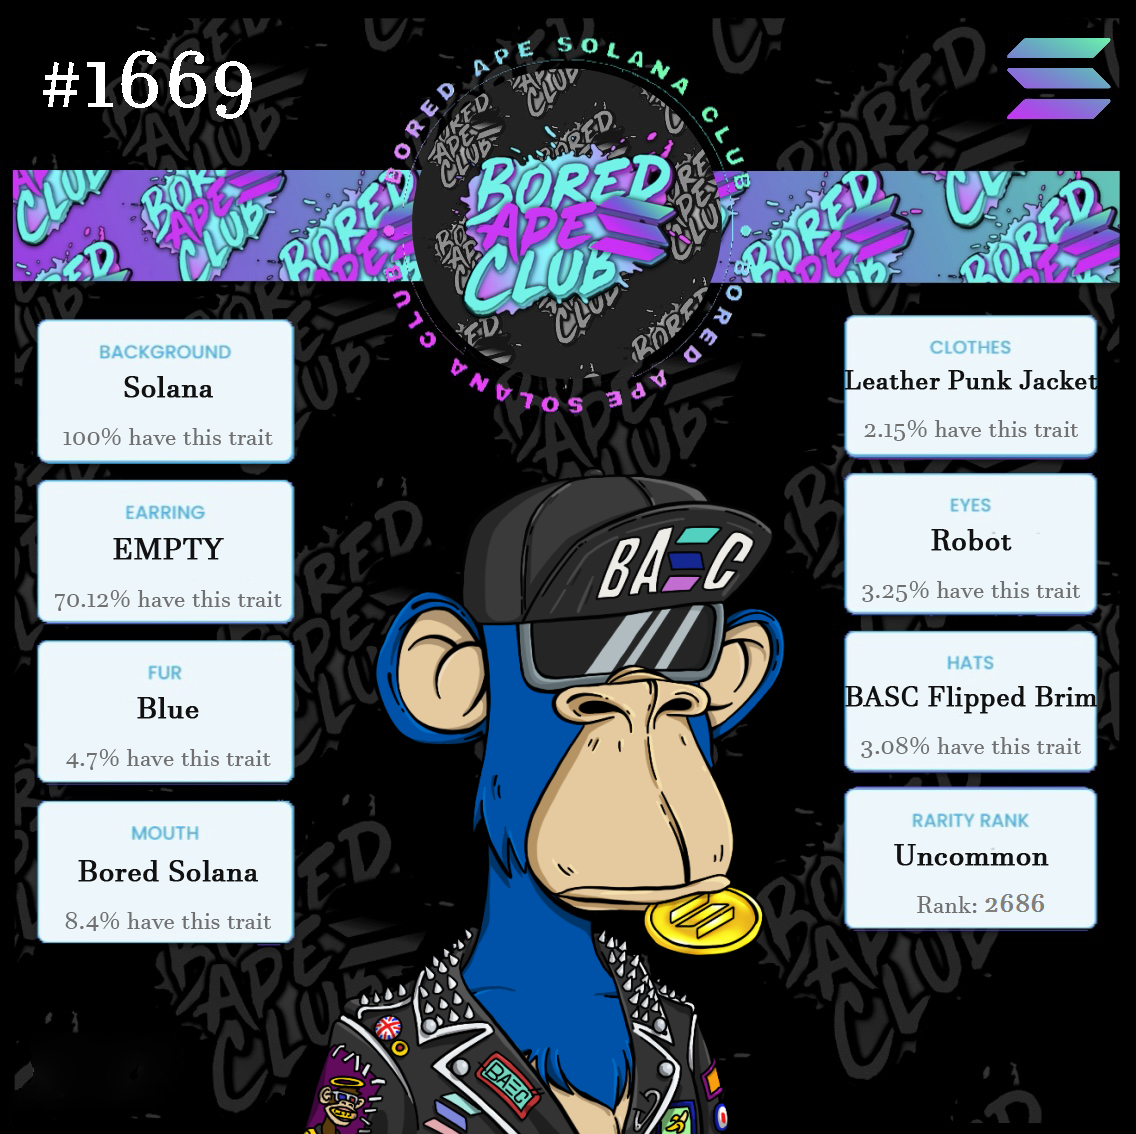 #1669
BORED APE SOLANA CLUB
BORED APE SOLANA CLUB
BORED
APE
CLUB
BACKGROUND
Solana
100% have this trait
EARRING
EMPTY
70.12% have this trait
FUR
Blue
4.7% have this trait
MOUTH
Bored Solana
8.4% have this trait
CLOTHES
Leather Punk Jacket
2.15% have this trait
EYES
Robot
3.25% have this trait
HATS
BASC Flipped Brim
3.08% have this trait
RARITY RANK
Uncommon
Rank: 2686
BA C